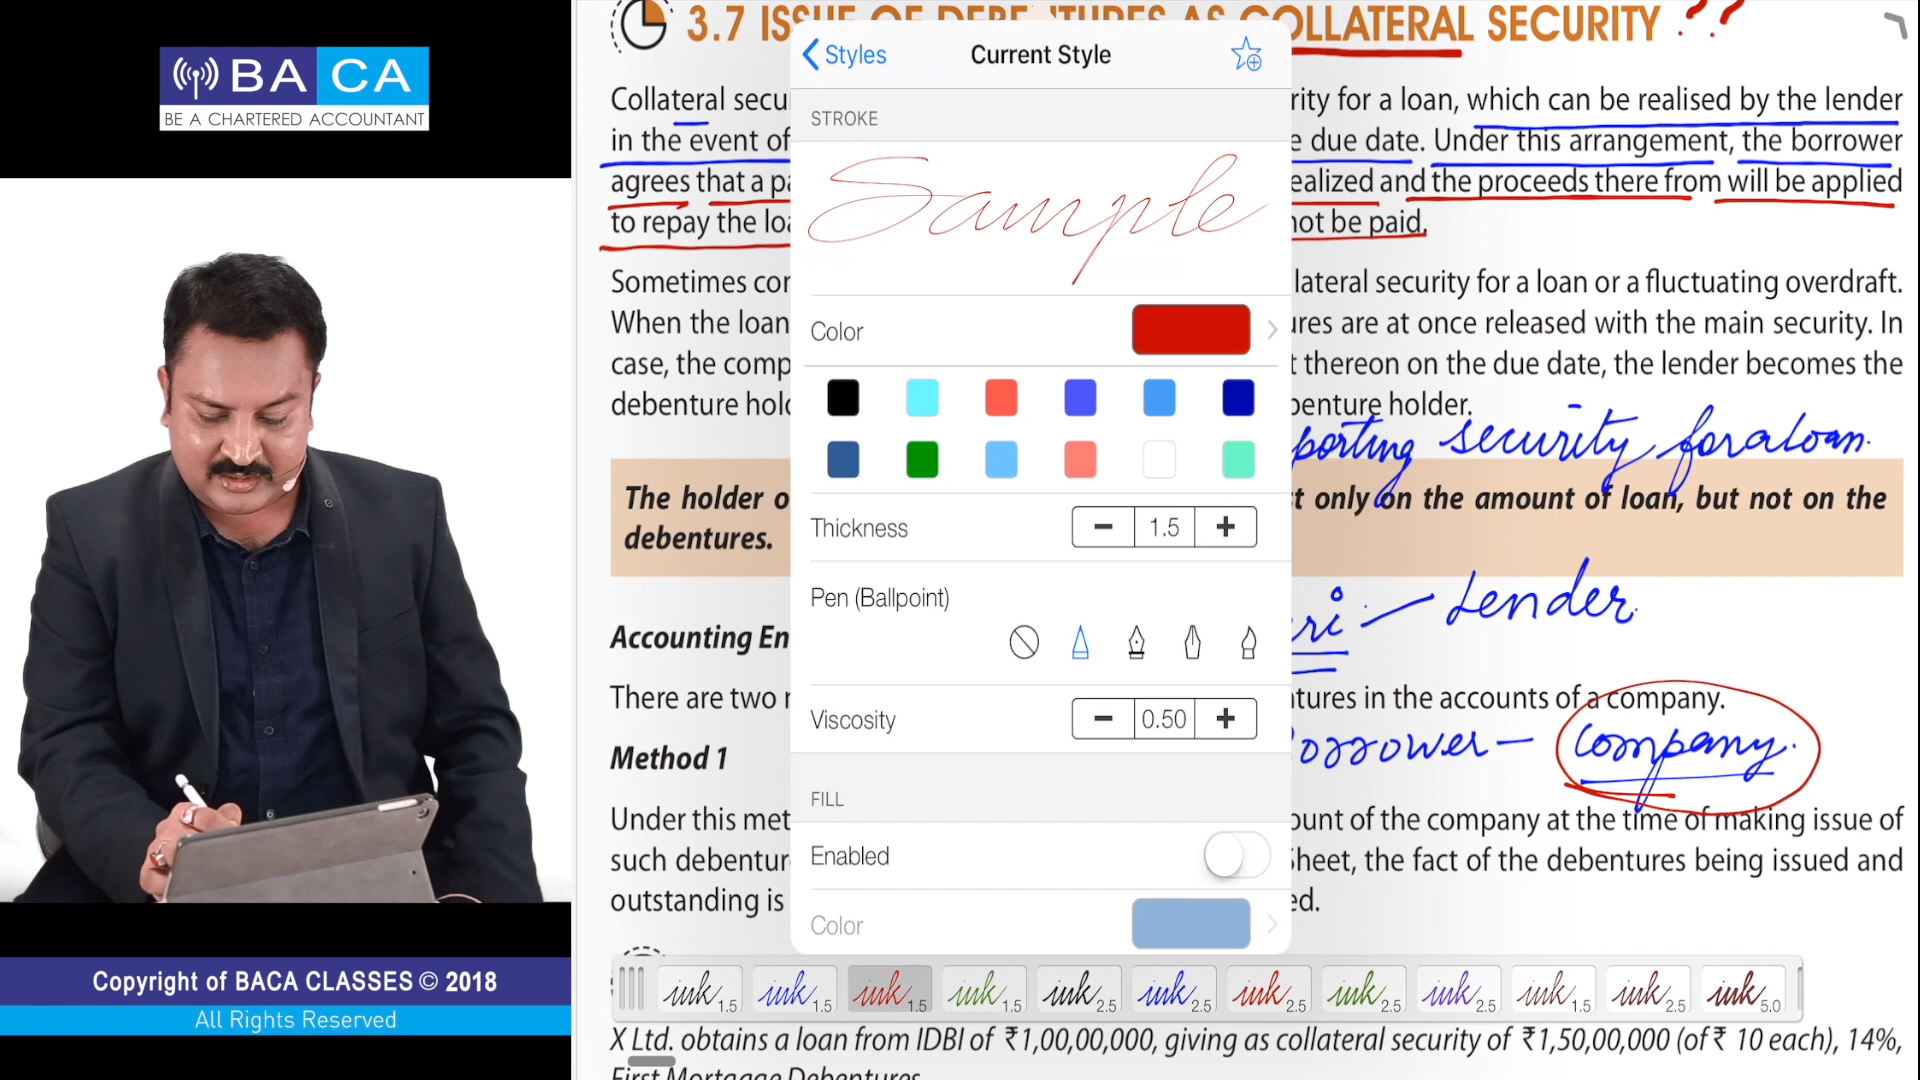 BA CA
BE A CHARTERED ACCOUNTANT
Copyright of BACA CLASSES © 2018
All Rights Reserved
3.7 ISSUE OF DEBENTURES AS COLLATERAL SECURITY ??
Collateral secu rity for a loan, which can be realised by the lender
in the event of e due date. Under this arrangement, the borrower
agrees that a pa ealized and the proceeds there from will be applied
to repay the loa not be paid.
Sometimes con lateral security for a loan or a fluctuating overdraft.
When the loan ures are at once released with the main security. In
case, the comp t thereon on the due date, the lender becomes the
debenture hold benture holder.
porting security for a loan.
The holder o t only on the amount of loan, but not on the
debentures.
ri – Lender
Accounting En
There are two m tures in the accounts of a company.
Borrower – Company.
Method 1
Under this met ount of the company at the time of making issue of
such debentur Sheet, the fact of the debentures being issued and
outstanding is ed.
X Ltd. obtains a loan from IDBI of ₹1,00,00,000, giving as collateral security of ₹1,50,00,000 (of ₹ 10 each), 14%,
First Mortgage Debentures
Styles
Current Style
STROKE
Sample
Color
Thickness
− 1.5 +
Pen (Ballpoint)
Viscosity
− 0.50 +
FILL
Enabled
Color
ink 1.5 ink 1.5 ink 1.5 ink 1.5 ink 2.5 ink 2.5 ink 2.5 ink 2.5 ink 2.5 ink 1.5 ink 2.5 ink 5.0